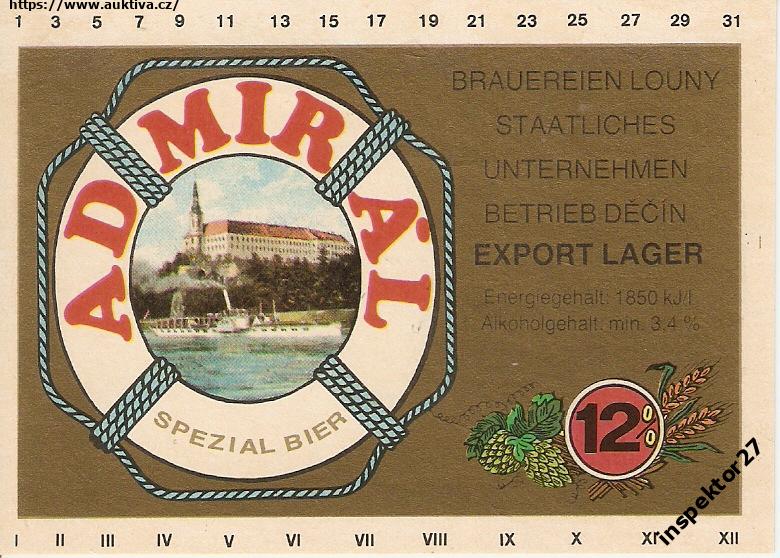 https://www.auktiva.cz/
1 3 5 7 9 11 13 15 17 19 21 23 25 27 29 31
ADMIRÁL
SPEZIAL BIER
BRAUEREIEN LOUNY
STAATLICHES
UNTERNEHMEN
BETRIEB DĚČÍN
EXPORT LAGER
Energiegehalt: 1850 kJ/l
Alkoholgehalt: min. 3,4 %
12%
I II III IV V VI VII VIII IX X XI XII
inspektor27